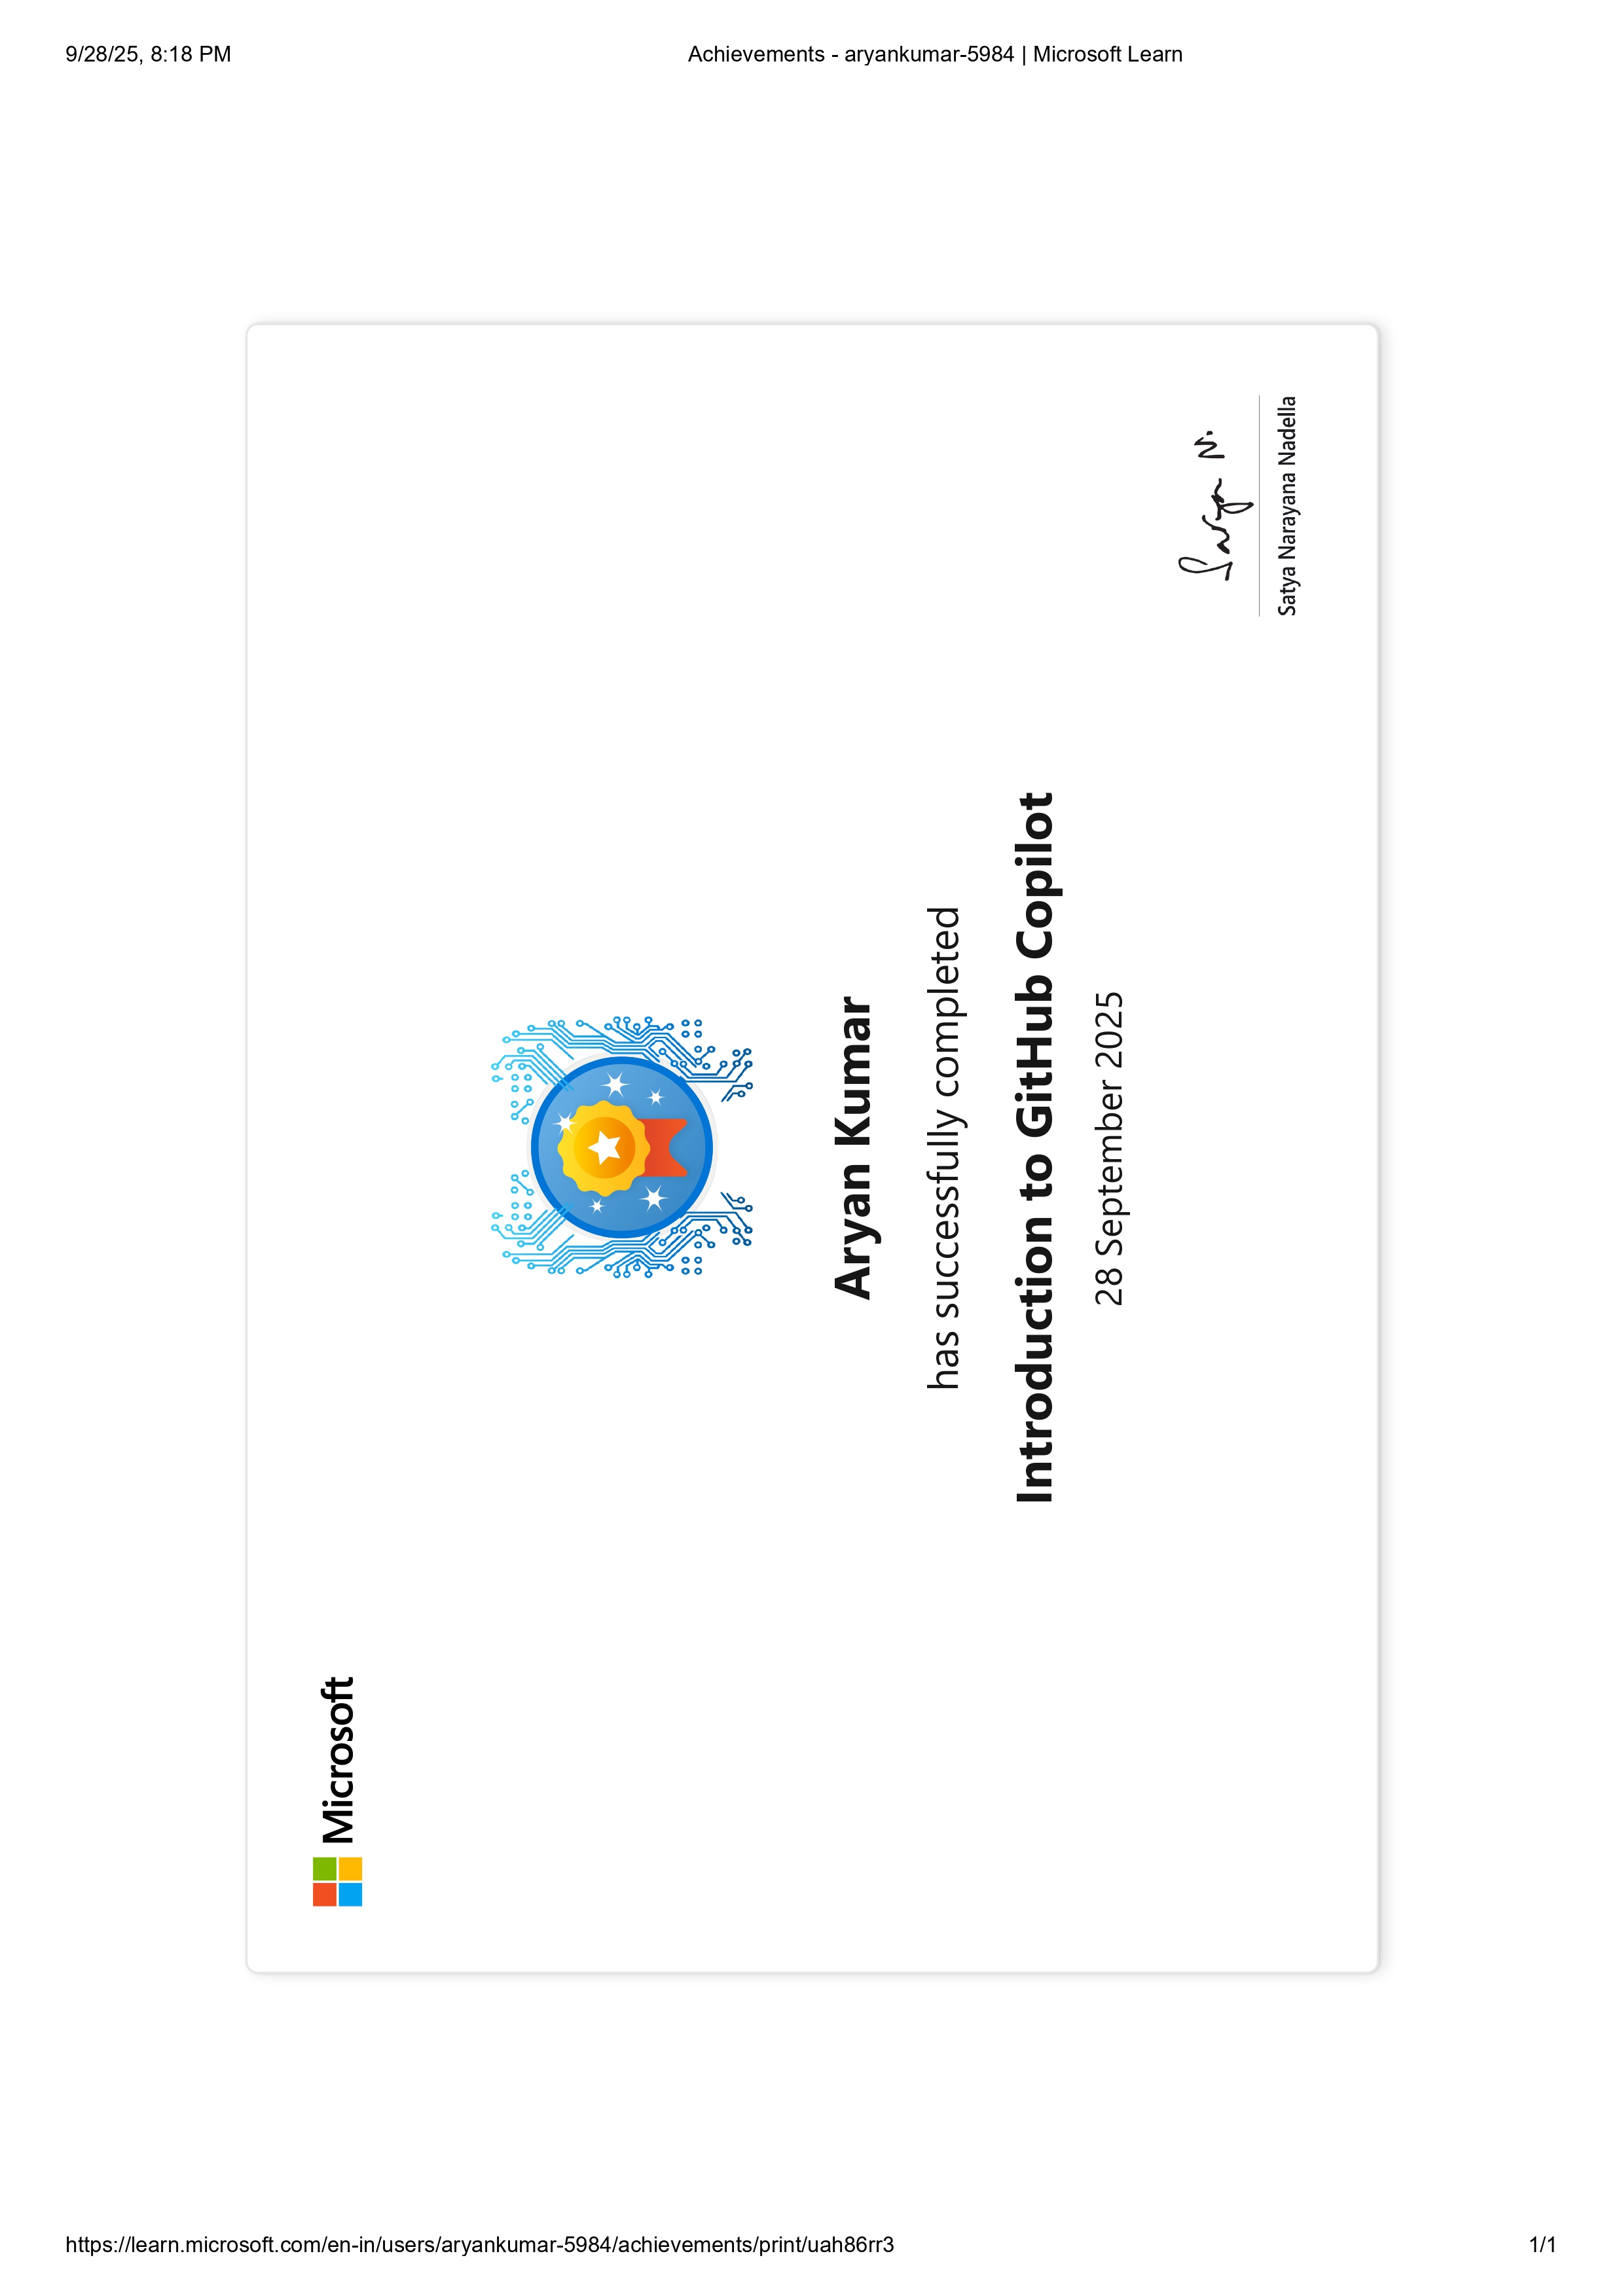 9/28/25, 8:18 PM
Achievements - aryankumar-5984 | Microsoft Learn
Microsoft
Aryan Kumar
has successfully completed
Introduction to GitHub Copilot
28 September 2025
Satya N.
Satya Narayana Nadella
https://learn.microsoft.com/en-in/users/aryankumar-5984/achievements/print/uah86rr3
1/1